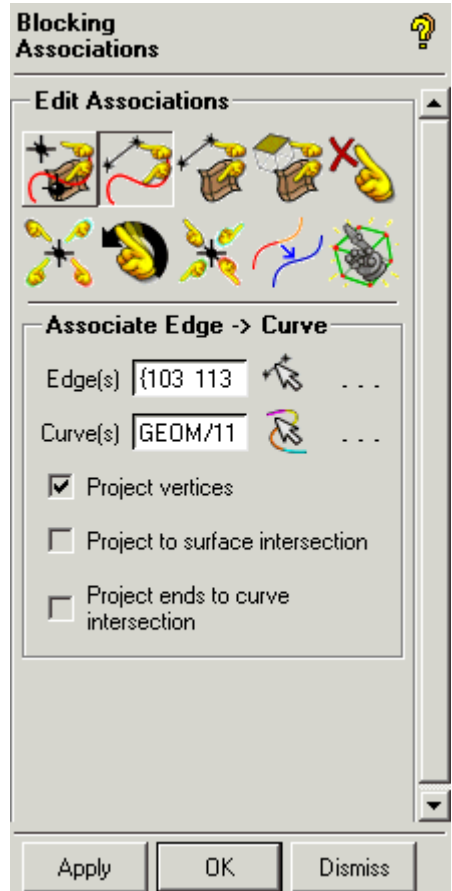 Blocking
Associations
Edit Associations
Associate Edge -> Curve
Edge(s) {103 113 . . .
Curve(s) GEOM/11 . . .
Project vertices
Project to surface intersection
Project ends to curve
intersection
Apply OK Dismiss